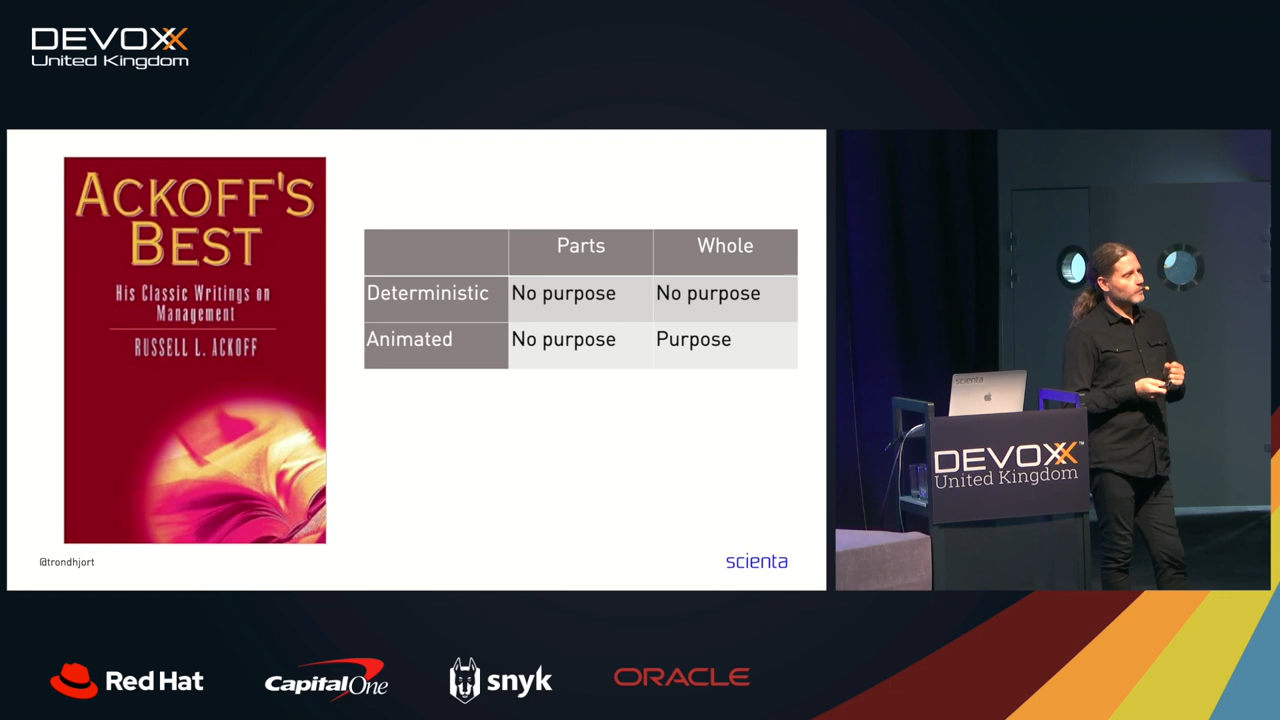 DEVOXX
United Kingdom
ACKOFF'S
BEST
His Classic Writings on
Management
RUSSELL L. ACKOFF
Parts Whole
Deterministic No purpose No purpose
Animated No purpose Purpose
@trondhjort
scienta
scienta
DEVOXX™
United Kingdom
Red Hat
Capital One
snyk
ORACLE